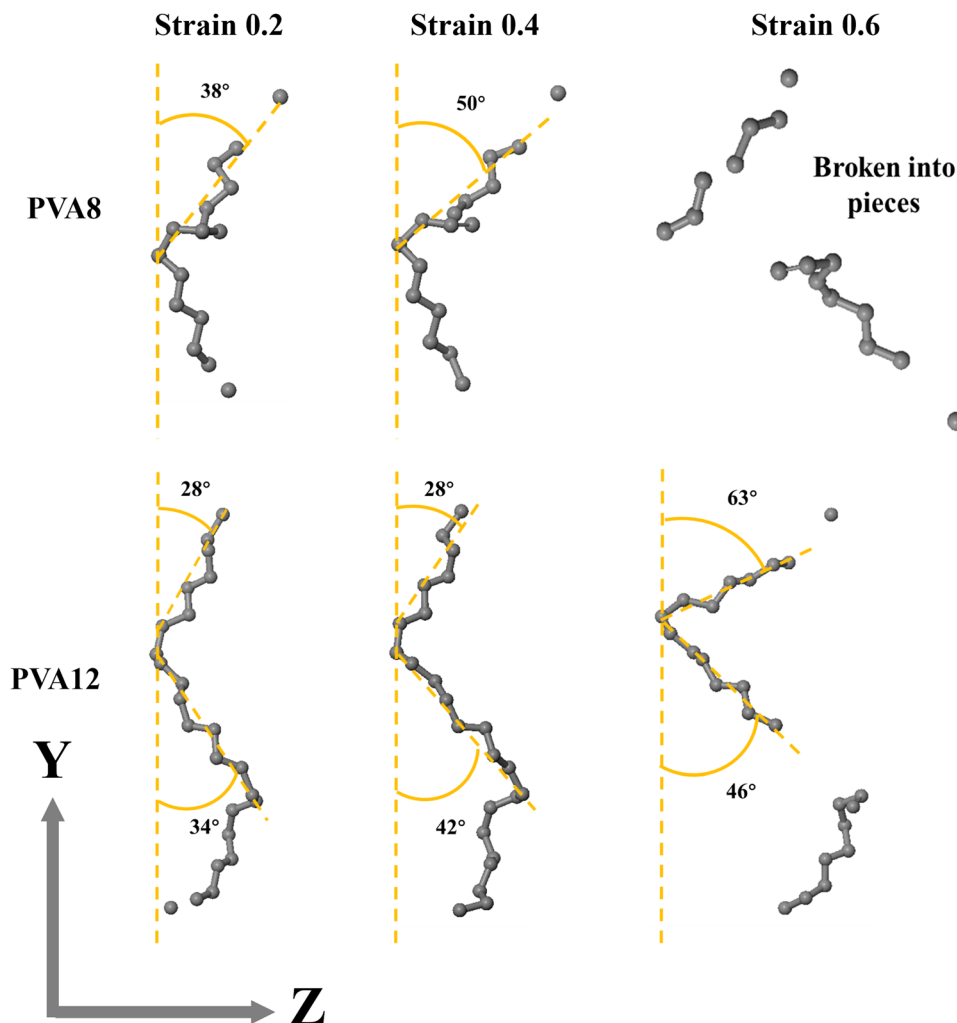 Strain 0.2
Strain 0.4
Strain 0.6
38°
50°
PVA8
Broken into
pieces
28°
28°
63°
PVA12
34°
42°
46°
Y
Z